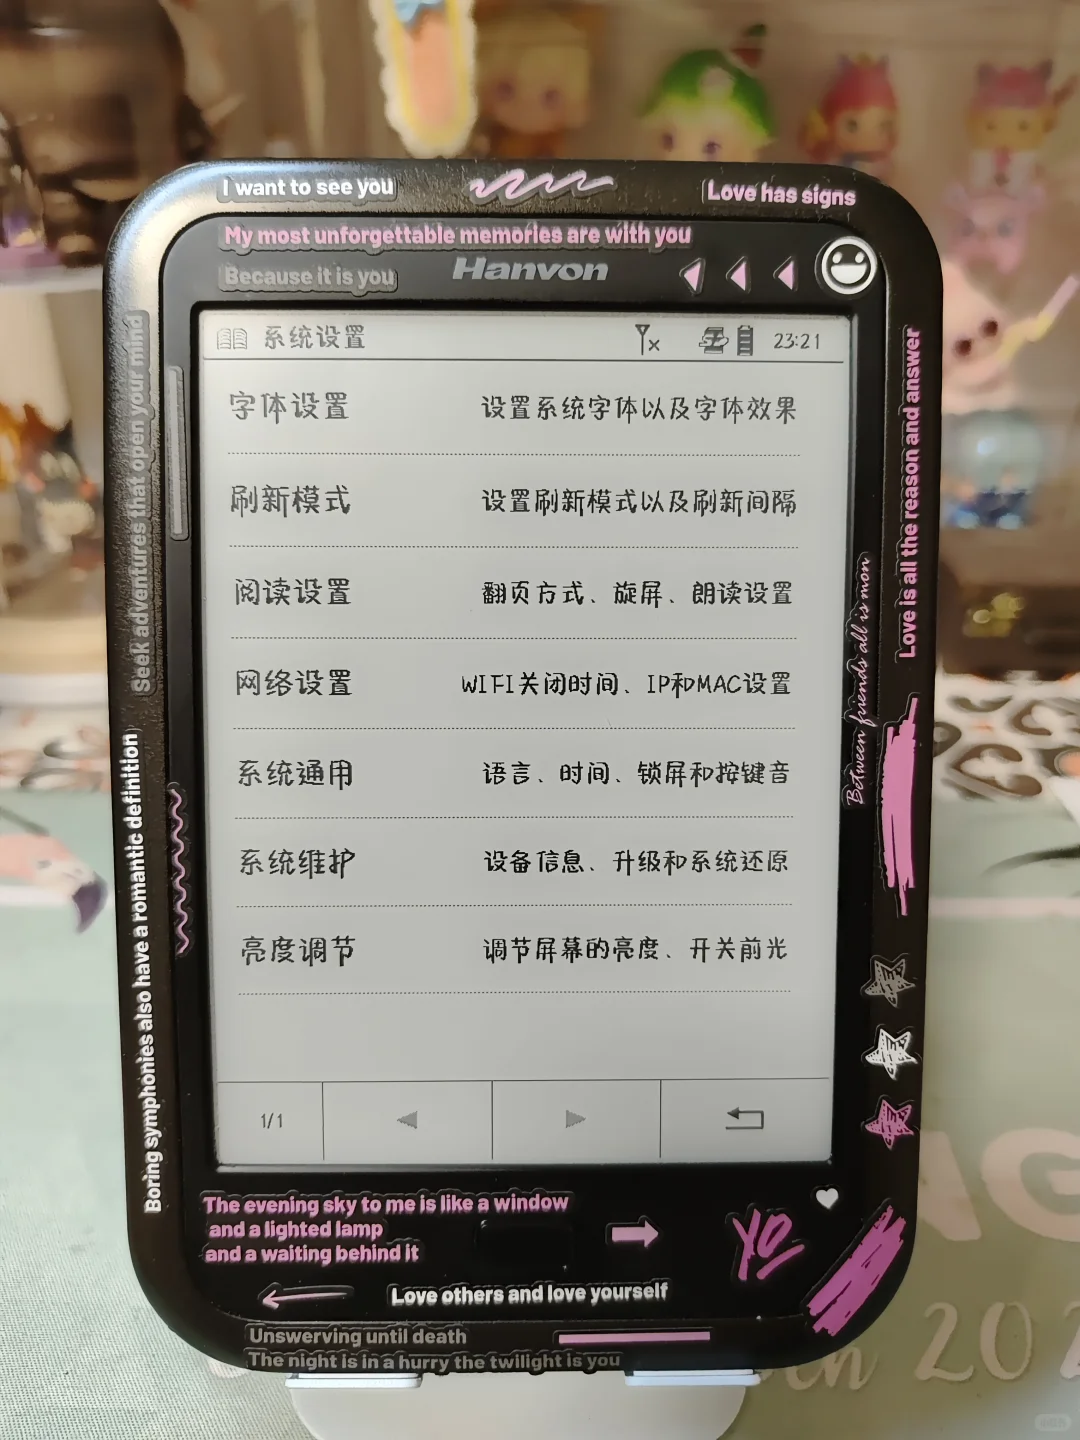 I want to see you
Love has signs
My most unforgettable memories are with you
Because it is you
Hanvon
系统设置 23:21
字体设置 设置系统字体以及字体效果
刷新模式 设置刷新模式以及刷新间隔
阅读设置 翻页方式、旋屏、朗读设置
网络设置 WIFI关闭时间、IP和MAC设置
系统通用 语言、时间、锁屏和按键音
系统维护 设备信息、升级和系统还原
亮度调节 调节屏幕的亮度、开关前光
1/1
Seek adventures that open your mind
Boring symphonies also have a romantic definition
Love is all the reason and answer
Between friends all is mon
The evening sky to me is like a window
and a lighted lamp
and a waiting behind it
YO
Love others and love yourself
Unswerving until death
The night is in a hurry the twilight is you